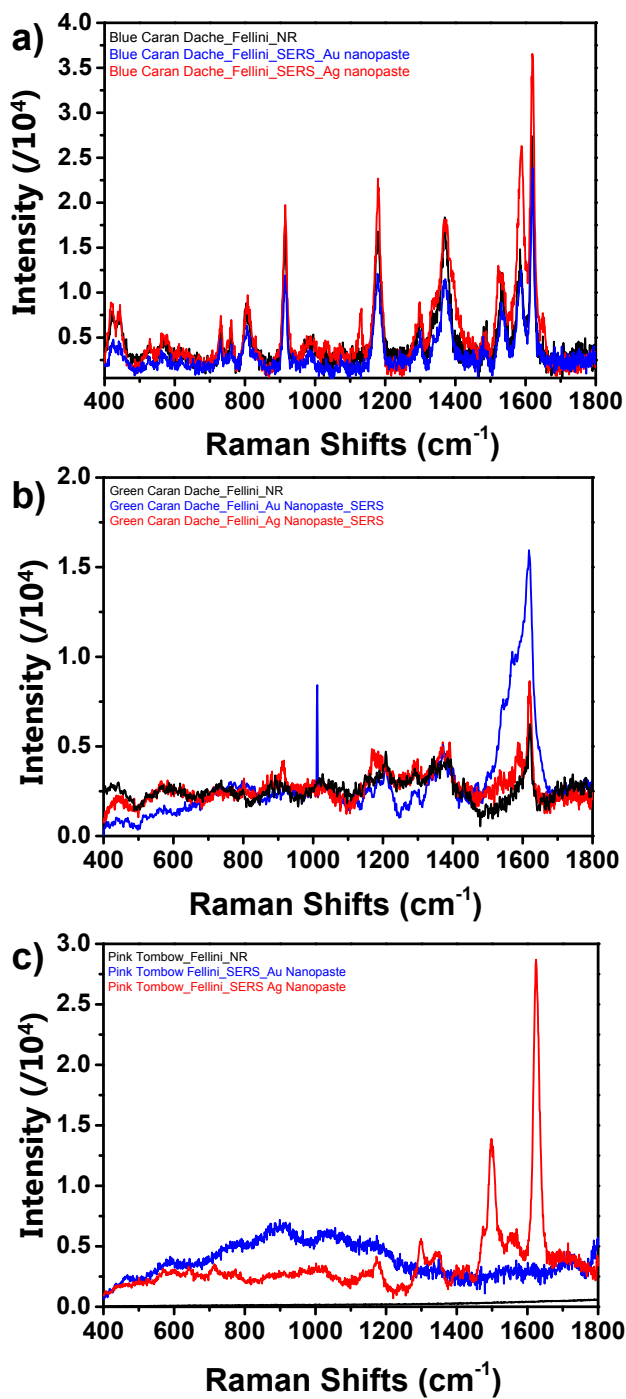 a)
Blue Caran Dache_Fellini_NR
Blue Caran Dache_Fellini_SERS_Au nanopaste
Blue Caran Dache_Fellini_SERS_Ag nanopaste
Intensity (/10⁴)
4.0
3.5
3.0
2.5
2.0
1.5
1.0
0.5
400 600 800 1000 1200 1400 1600 1800
Raman Shifts (cm⁻¹)
b)
Green Caran Dache_Fellini_NR
Green Caran Dache_Fellini_Au Nanopaste_SERS
Green Caran Dache_Fellini_Ag Nanopaste_SERS
Intensity (/10⁴)
2.0
1.5
1.0
0.5
0.0
400 600 800 1000 1200 1400 1600 1800
Raman Shifts (cm⁻¹)
c)
Pink Tombow_Fellini_NR
Pink Tombow Fellini_SERS_Au Nanopaste
Pink Tombow_Fellini_SERS Ag Nanopaste
Intensity (/10⁴)
3.0
2.5
2.0
1.5
1.0
0.5
0.0
400 600 800 1000 1200 1400 1600 1800
Raman Shifts (cm⁻¹)